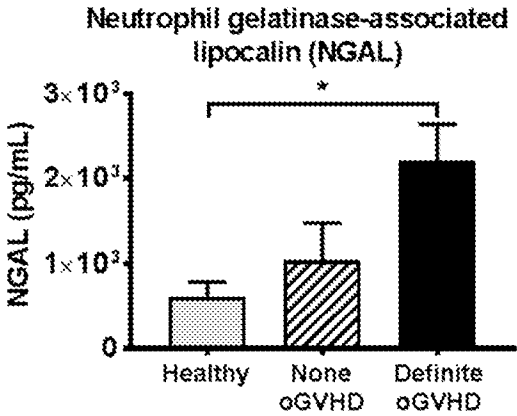 Neutrophil gelatinase-associated
lipocalin (NGAL)
*
3×10³
2×10³
1×10³
0
NGAL (pg/mL)
Healthy
None
oGVHD
Definite
oGVHD